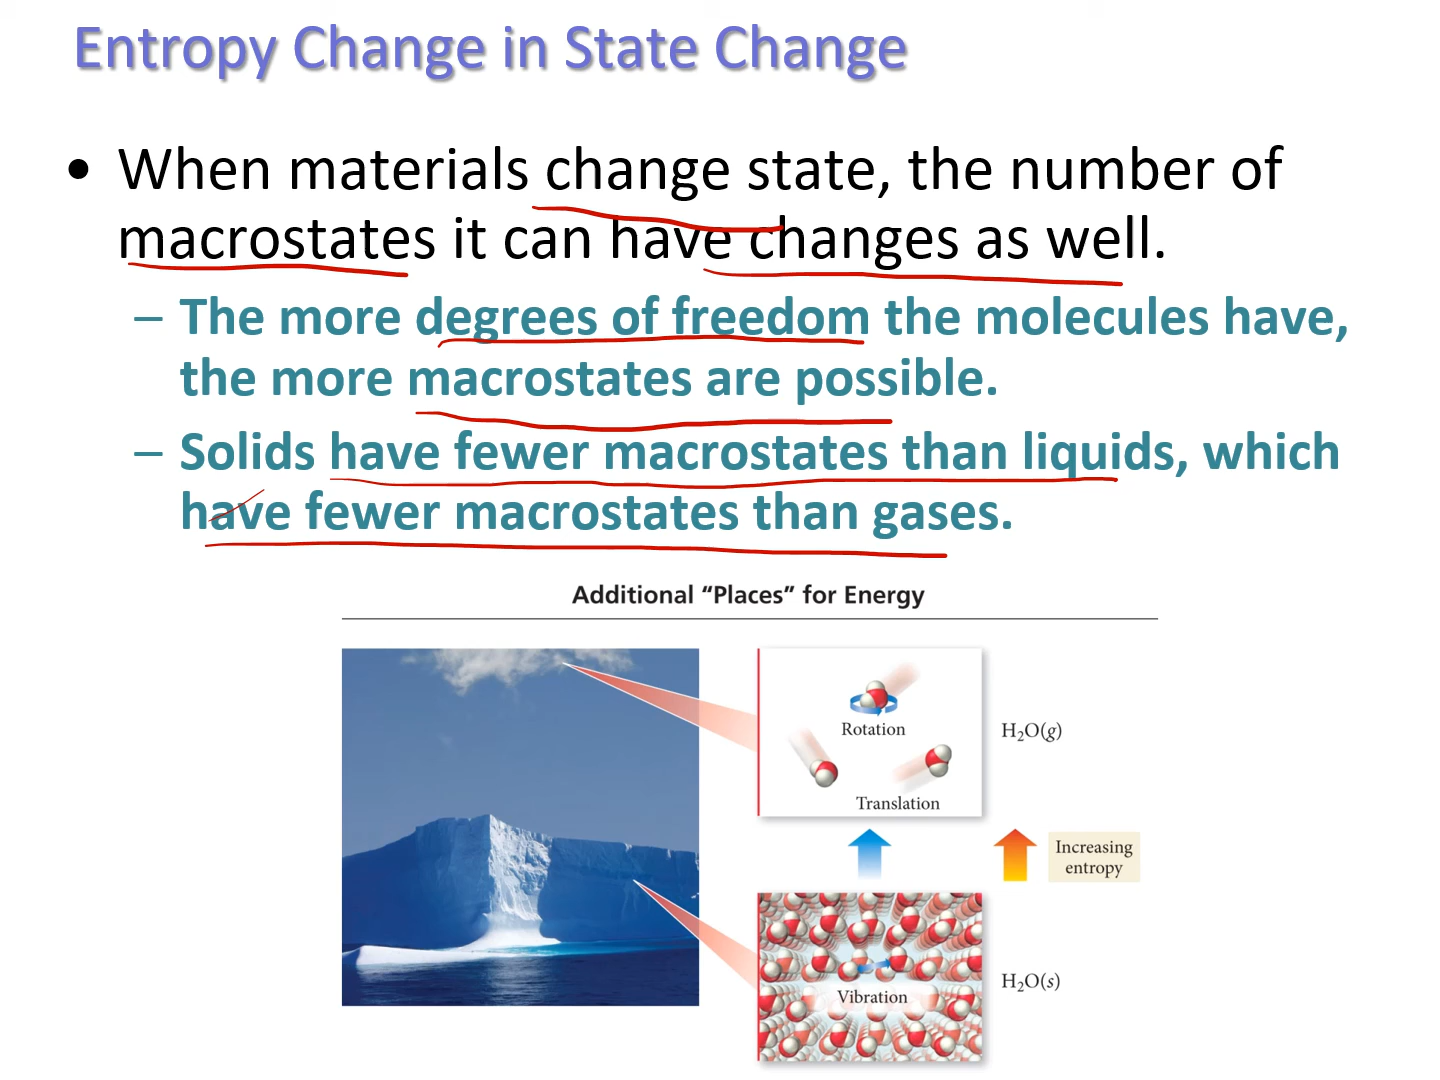 Entropy Change in State Change
• When materials change state, the number of
macrostates it can have changes as well.
– The more degrees of freedom the molecules have,
the more macrostates are possible.
– Solids have fewer macrostates than liquids, which
have fewer macrostates than gases.
Additional “Places” for Energy
Rotation
H₂O(g)
Translation
Increasing
entropy
Vibration
H₂O(s)